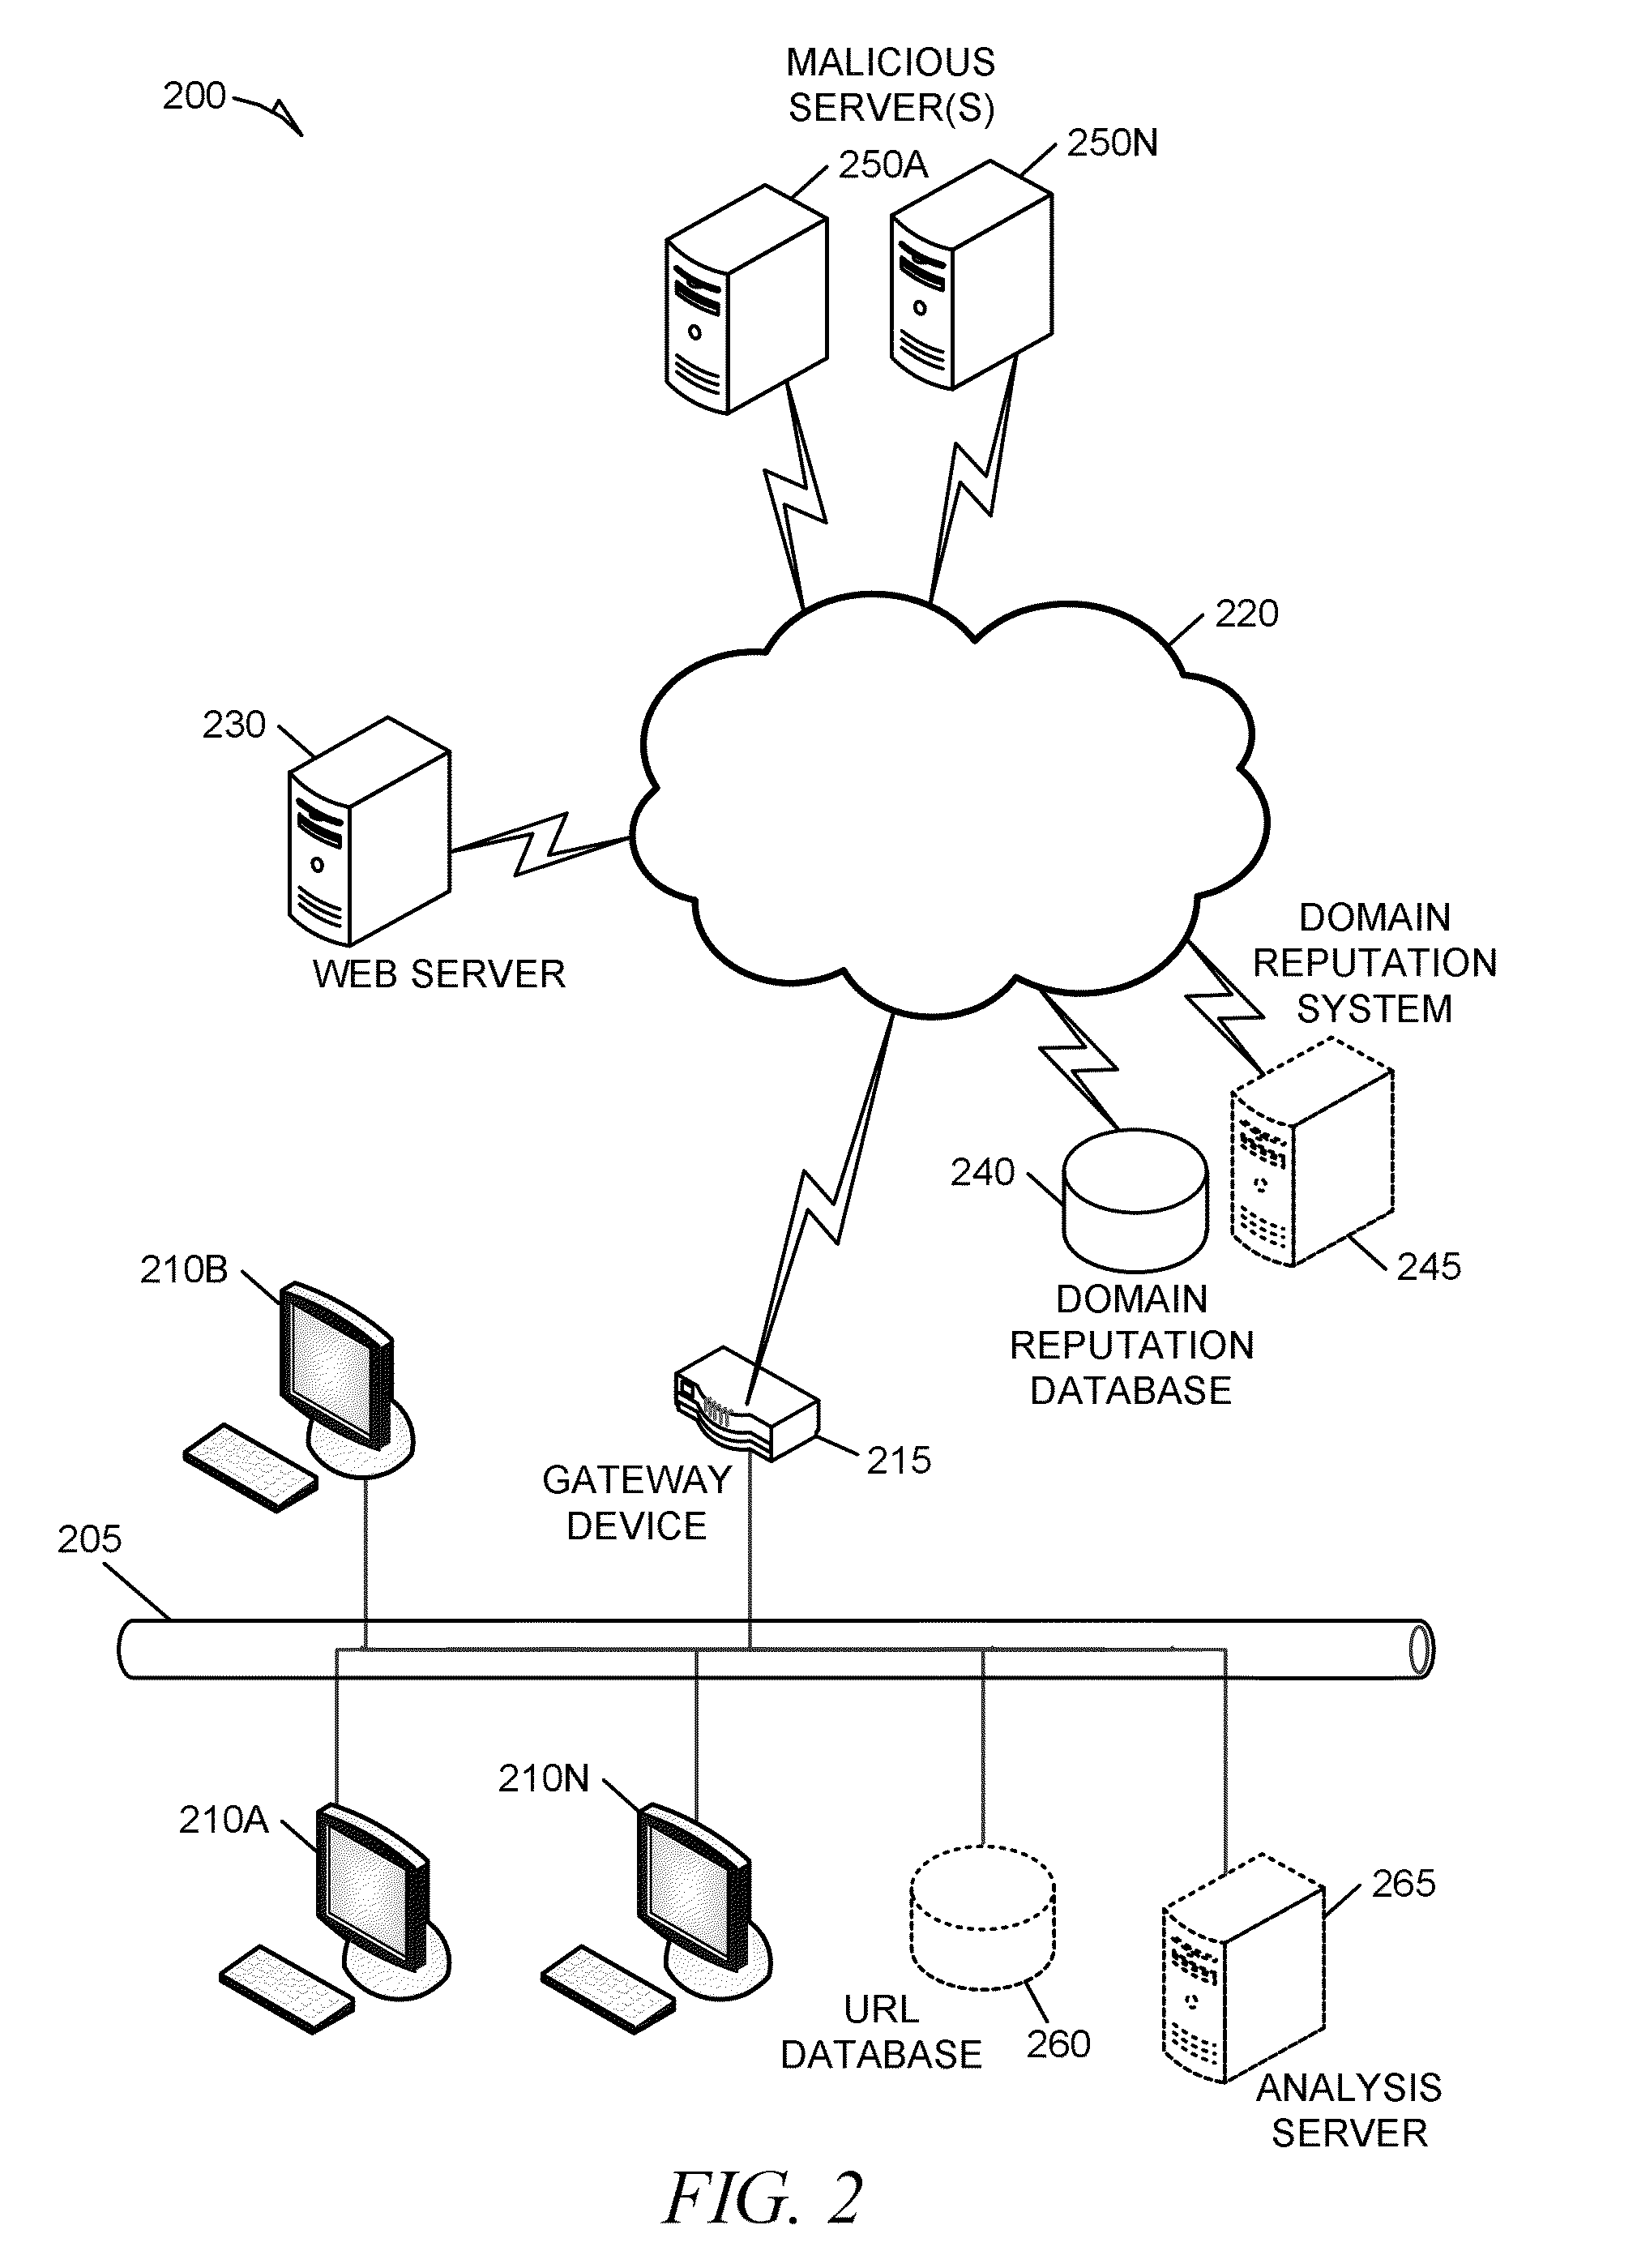 200
MALICIOUS
SERVER(S)
250A
250N
220
230
WEB SERVER
DOMAIN
REPUTATION
SYSTEM
240
245
DOMAIN
REPUTATION
DATABASE
210B
215
GATEWAY
DEVICE
205
210A
210N
265
URL
DATABASE
260
ANALYSIS
SERVER
FIG. 2